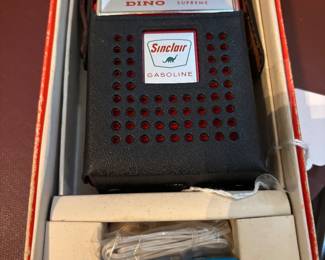 DINO SUPREME
Sinclair
GASOLINE